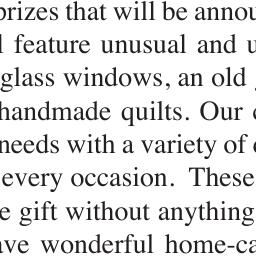 prizes that will be annou
feature unusual and u
glass windows, an old
handmade quilts. Our
needs with a variety of
every occasion. These
e gift without anything
ave wonderful home-ca